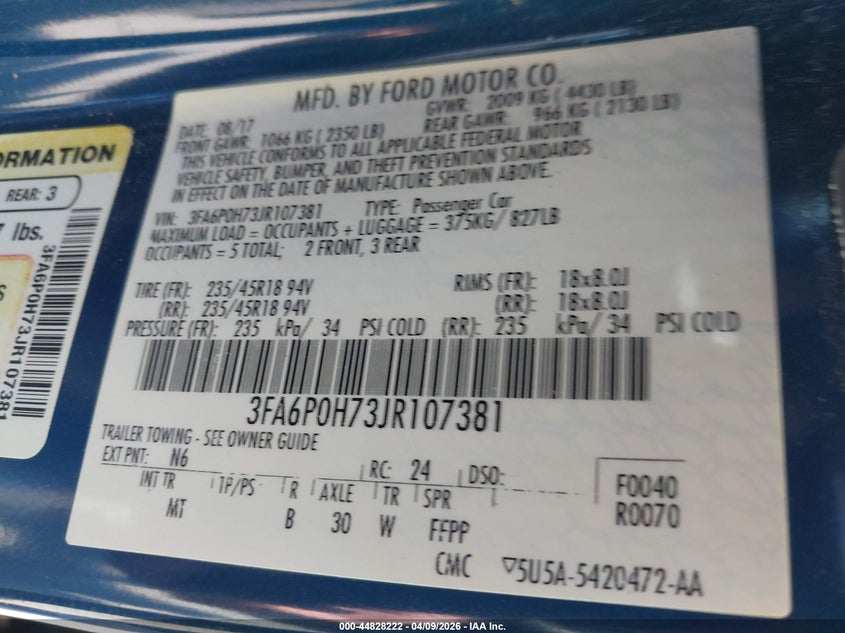 MFD. BY FORD MOTOR CO.
DATE: 08/17 GVWR: 2009 KG ( 4430 LB)
FRONT GAWR: 1066 KG ( 2350 LB) REAR GAWR: 966 KG ( 2130 LB)
THIS VEHICLE CONFORMS TO ALL APPLICABLE FEDERAL MOTOR
VEHICLE SAFETY, BUMPER, AND THEFT PREVENTION STANDARDS
IN EFFECT ON THE DATE OF MANUFACTURE SHOWN ABOVE.
VIN: 3FA6P0H73JR107381 TYPE: Passenger Car
MAXIMUM LOAD = OCCUPANTS + LUGGAGE = 375KG/ 827LB
OCCUPANTS = 5 TOTAL; 2 FRONT, 3 REAR
TIRE (FR): 235/45R18 94V RIMS (FR): 18x8.0J
(RR): 235/45R18 94V (RR): 18x8.0J
PRESSURE (FR): 235 kPa/ 34 PSI COLD (RR): 235 kPa/ 34 PSI COLD
3FA6P0H73JR107381
TRAILER TOWING - SEE OWNER GUIDE
EXT PNT: N6 RC: 24 DSO:
INT TR TP/PS R AXLE TR SPR F0040
MT B 30 W FFPP R0070
CMC ▽5U5A-5420472-AA
ORMATION
REAR: 3
7 lbs.
S
3FA6P0H73JR107381
000-44828222 - 04/09/2026 - IAA Inc.